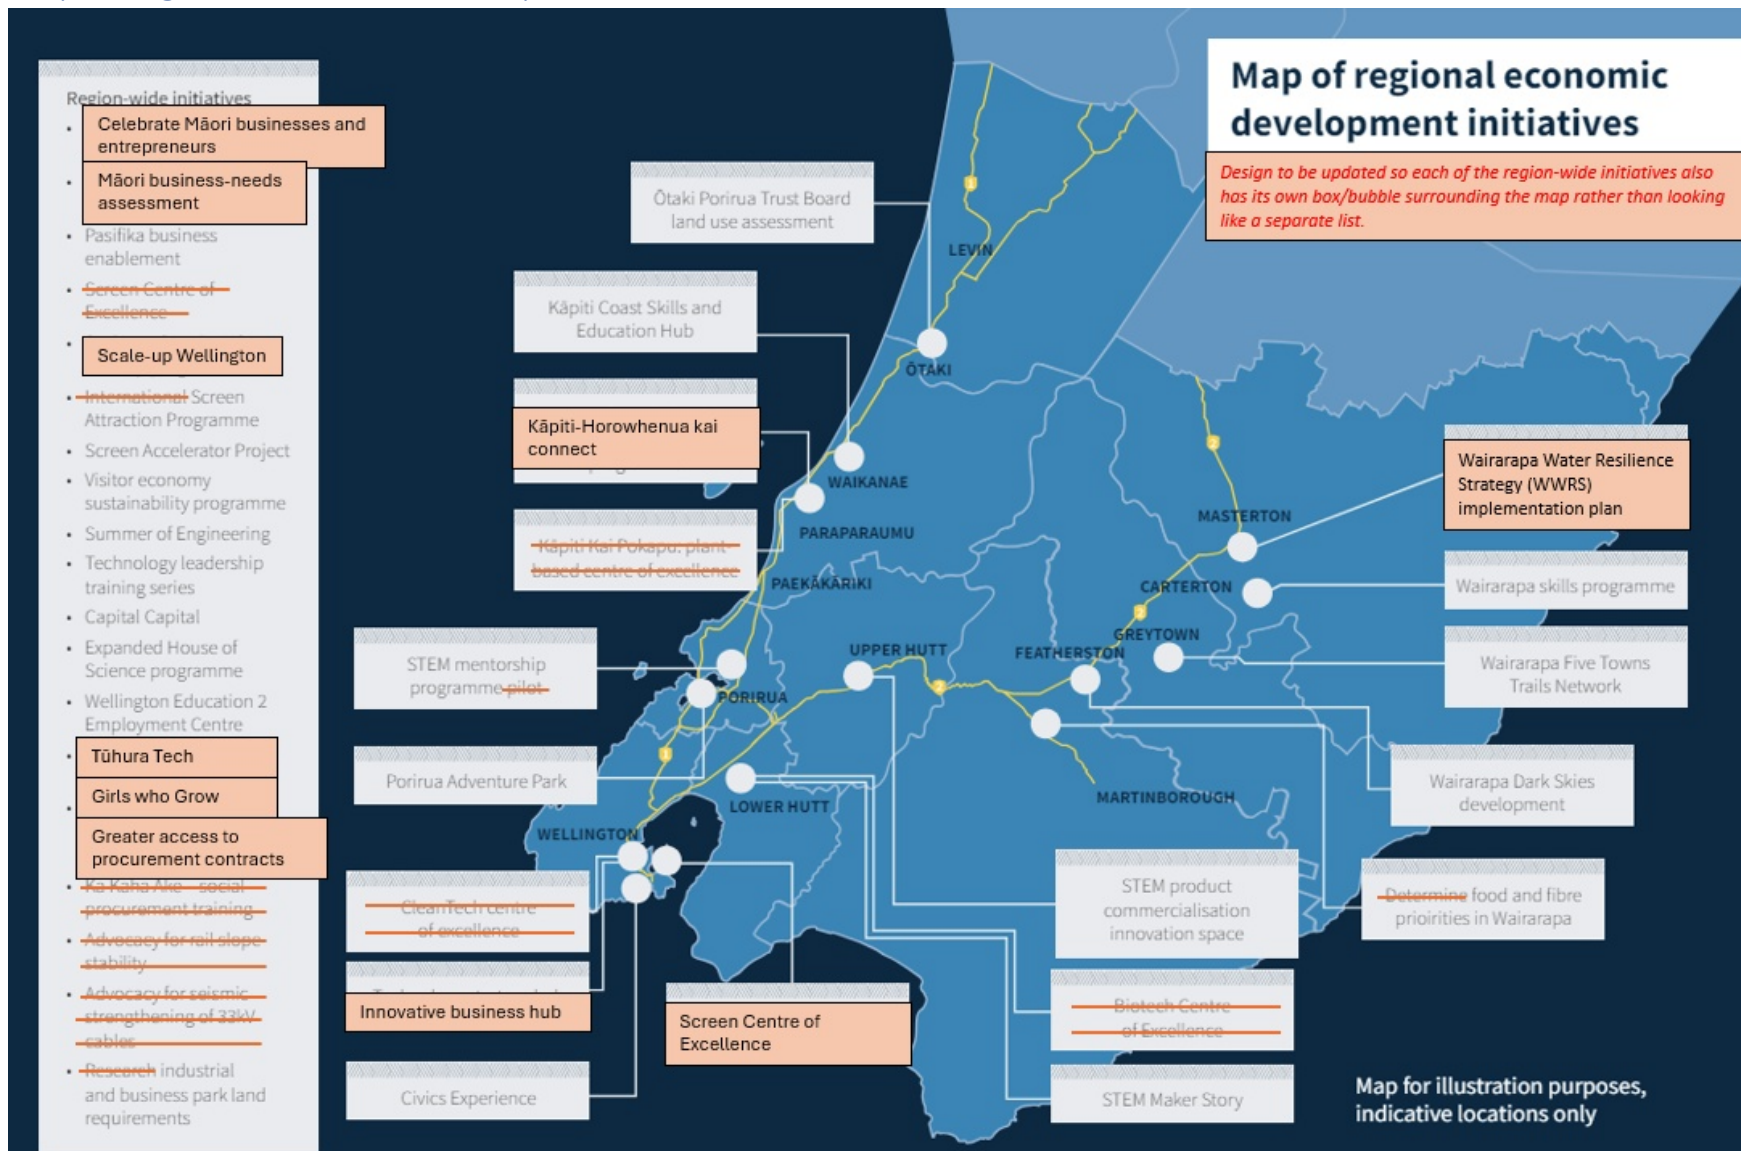 Map of regional economic
development initiatives
Design to be updated so each of the region-wide initiatives also
has its own box/bubble surrounding the map rather than looking
like a separate list.
Region-wide initiatives
• Celebrate Māori businesses and
entrepreneurs
• Māori business-needs
assessment
• Pasifika business
enablement
• Screen Centre of
Excellence
• Scale-up Wellington
• International Screen
Attraction Programme
• Screen Accelerator Project
• Visitor economy
sustainability programme
• Summer of Engineering
• Technology leadership
training series
• Capital Capital
• Expanded House of
Science programme
• Wellington Education 2
Employment Centre
• Tūhura Tech
• Girls who Grow
Greater access to
procurement contracts
• Ka Kaha Ake – social
procurement training
• Advocacy for rail slope
stability
• Advocacy for seismic
strengthening of 33kV
cables
• Research industrial
and business park land
requirements
Ōtaki Porirua Trust Board
land use assessment
Kāpiti Coast Skills and
Education Hub
Kāpiti-Horowhenua kai
connect
Kāpiti Kai Pokapū: plant-
based centre of excellence
STEM mentorship
programme pilot
Porirua Adventure Park
CleanTech centre
of excellence
Innovative business hub
Civics Experience
Screen Centre of
Excellence
1
LEVIN
ŌTAKI
WAIKANAE
PARAPARAUMU
PAEKĀKĀRIKI
PORIRUA
1
WELLINGTON
LOWER HUTT
UPPER HUTT
2
FEATHERSTON
GREYTOWN
2
CARTERTON
MASTERTON
2
MARTINBOROUGH
Wairarapa Water Resilience
Strategy (WWRS)
implementation plan
Wairarapa skills programme
Wairarapa Five Towns
Trails Network
Wairarapa Dark Skies
development
Determine food and fibre
prioirities in Wairarapa
STEM product
commercialisation
innovation space
Biotech Centre
of Excellence
STEM Maker Story
Map for illustration purposes,
indicative locations only